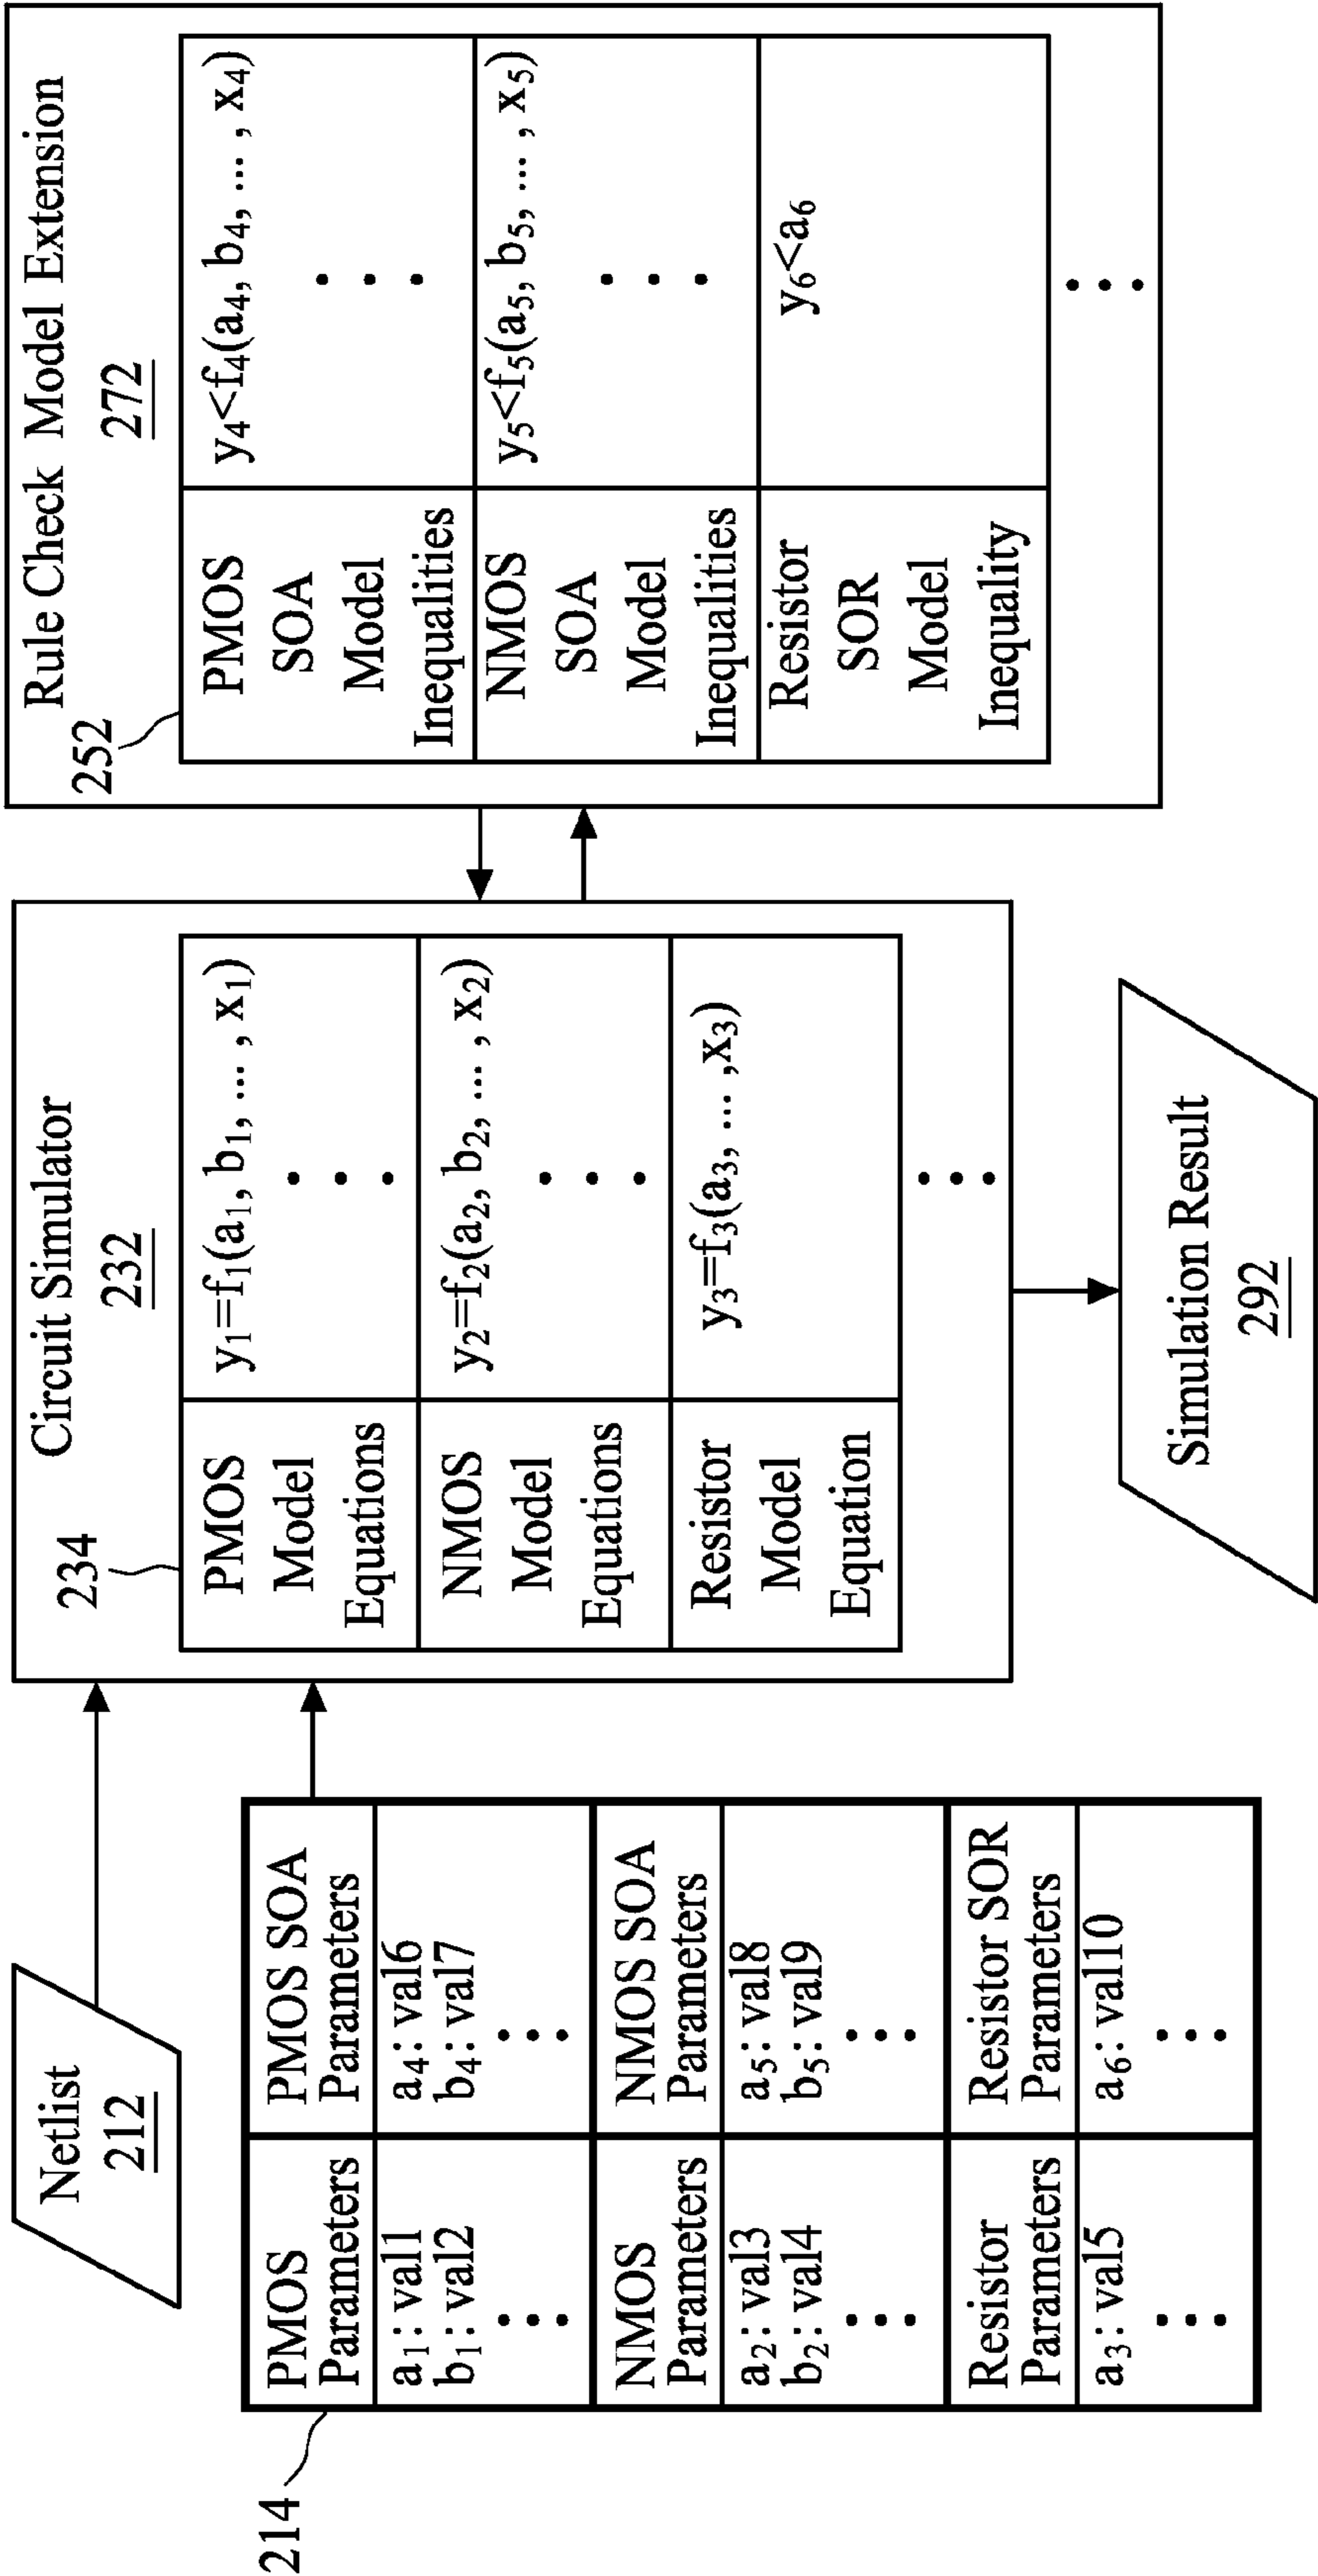 Netlist
212
214
PMOS
Parameters
a₁: val1
b₁: val2
PMOS SOA
Parameters
a₄: val6
b₄: val7
NMOS
Parameters
a₂: val3
b₂: val4
NMOS SOA
Parameters
a₅: val8
b₅: val9
Resistor
Parameters
a₃: val5
Resistor SOR
Parameters
a₆: val10
Circuit Simulator
232
234
PMOS
Model
Equations
y₁=f₁(a₁, b₁, ... , x₁)
NMOS
Model
Equations
y₂=f₂(a₂, b₂, ... , x₂)
Resistor
Model
Equation
y₃=f₃(a₃, ... ,x₃)
Simulation Result
292
Rule Check Model Extension
272
252
PMOS
SOA
Model
Inequalities
y₄<f₄(a₄, b₄, ... , x₄)
NMOS
SOA
Model
Inequalities
y₅<f₅(a₅, b₅, ... , x₅)
Resistor
SOR
Model
Inequality
y₆<a₆